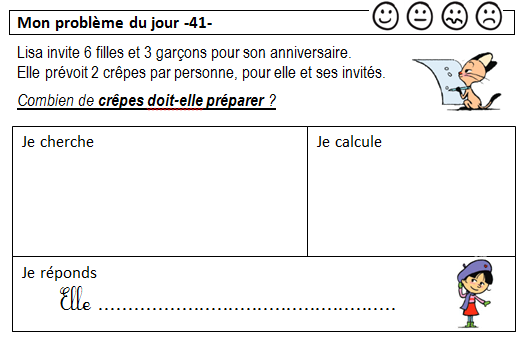 Mon problème du jour -41-
Lisa invite 6 filles et 3 garçons pour son anniversaire.
Elle prévoit 2 crêpes par personne, pour elle et ses invités.
Combien de crêpes doit-elle préparer ?
Je cherche
Je calcule
Je réponds
Elle ..................................................